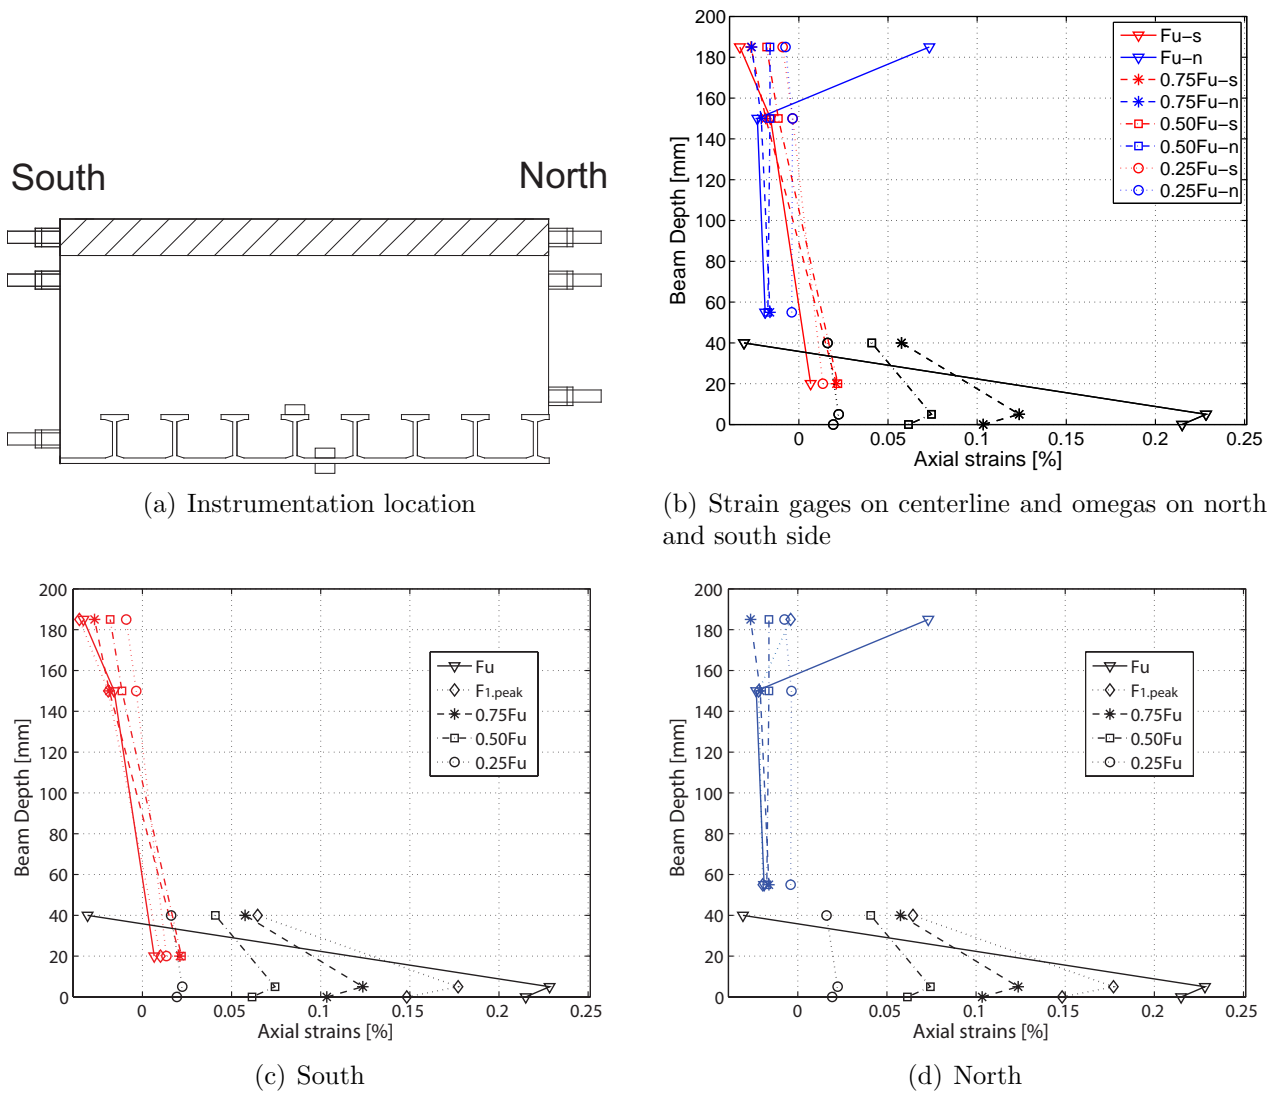 South
North
(a) Instrumentation location
200
180
160
140
120
100
80
60
40
20
0
Beam Depth [mm]
0
0.05
0.1
0.15
0.2
0.25
Axial strains [%]
Fu-s
Fu-n
0.75Fu-s
0.75Fu-n
0.50Fu-s
0.50Fu-n
0.25Fu-s
0.25Fu-n
(b) Strain gages on centerline and omegas on north
and south side
200
180
160
140
120
100
80
60
40
20
0
Beam Depth [mm]
0
0.05
0.1
0.15
0.2
0.25
Axial strains [%]
Fu
F1,peak
0.75Fu
0.50Fu
0.25Fu
(c) South
200
180
160
140
120
100
80
60
40
20
0
Beam Depth [mm]
0
0.05
0.1
0.15
0.2
0.25
Axial strains [%]
Fu
F1,peak
0.75Fu
0.50Fu
0.25Fu
(d) North